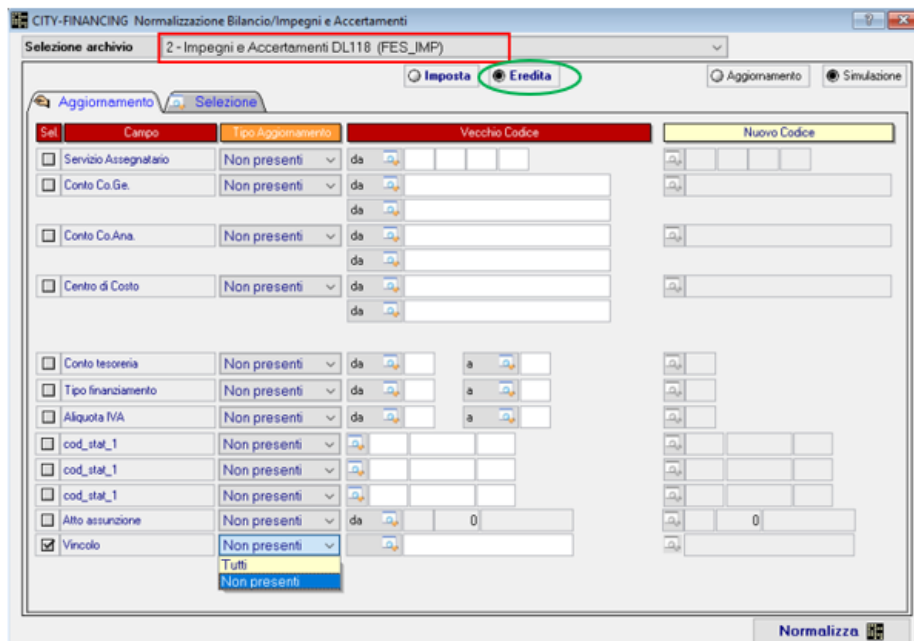 CITY-FINANCING Normalizzazione Bilancio/Impegni e Accertamenti
Selezione archivio 2 - Impegni e Accertamenti DL118 (FES_IMP)
Imposta Eredita Aggiornamento Simulazione
Aggiornamento Selezione
Sel. Campo Tipo Aggiornamento Vecchio Codice Nuovo Codice
Servizio Assegnatario Non presenti da
Conto Co.Ge. Non presenti da
da
Conto Co.Ana. Non presenti da
da
Centro di Costo Non presenti da
da
Conto tesoreria Non presenti da a
Tipo finanziamento Non presenti da a
Aliquota IVA Non presenti da a
cod_stat_1 Non presenti
cod_stat_1 Non presenti
cod_stat_1 Non presenti
Atto assunzione Non presenti da 0 0
Vincolo Non presenti
Tutti
Non presenti
Normalizza